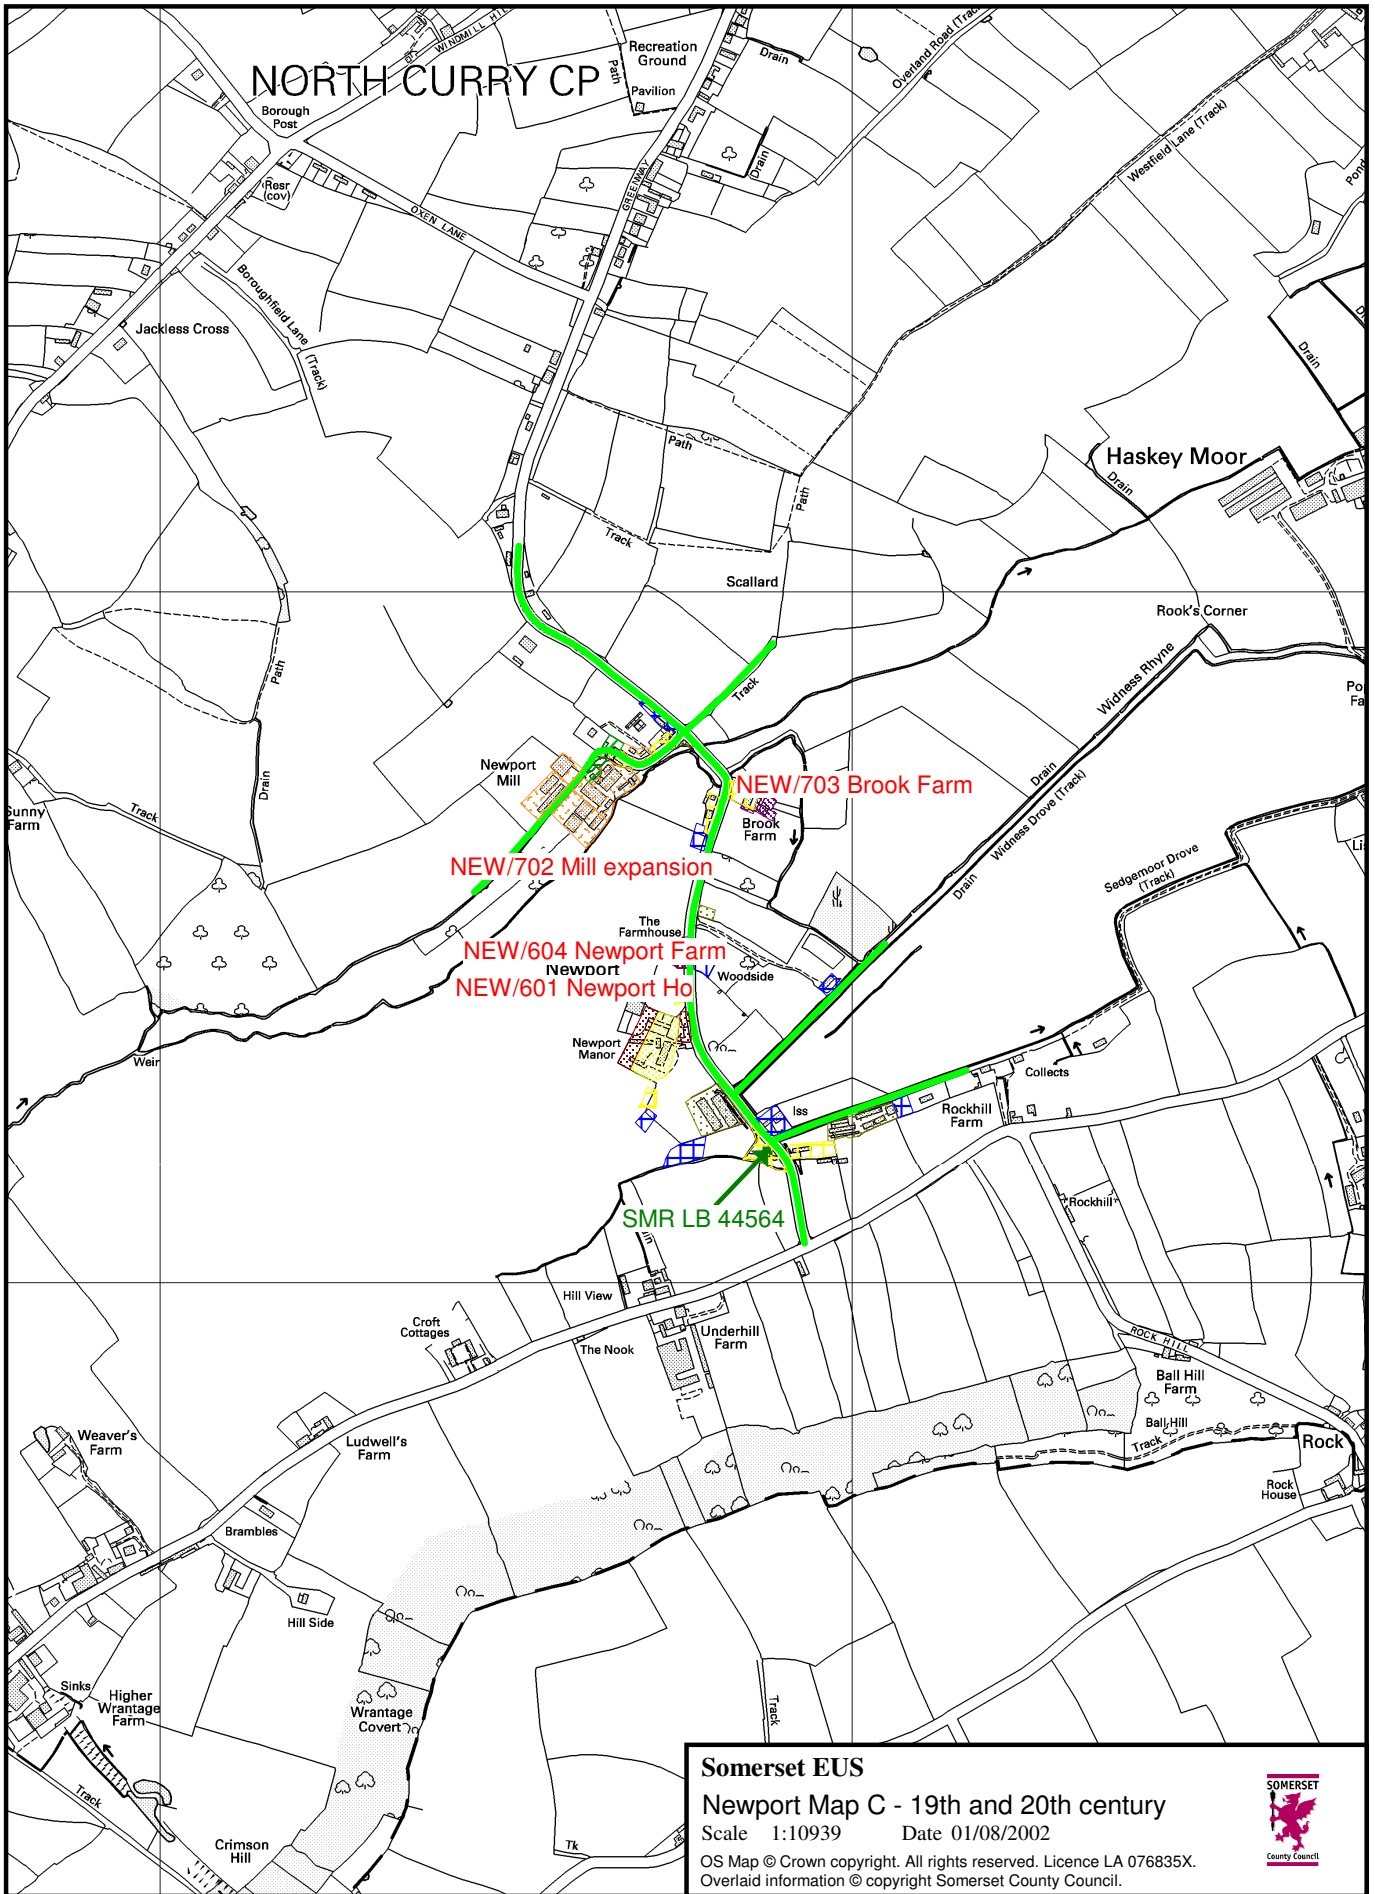 WINDMILL HILL
Recreation
Ground
Path
Pavilion
Drain
Overland Road (Track)
NORTH CURRY CP
Borough
Post
Resr
(cov)
OXEN LANE
GREENWAY
Drain
Westfield Lane (Track)
Pond
Boroughfield Lane
(Track)
Jackless Cross
Drain
Path
Path
Haskey Moor
Drain
Track
Scallard
Rook's Corner
Path
Track
Widness Rhyne
Drain
Newport
Mill
NEW/703 Brook Farm
Brook
Farm
Drain
Widness Drove (Track)
Drain
Sunny
Farm
Track
NEW/702 Mill expansion
Sedgemoor Drove
(Track)
The
Farmhouse
NEW/604 Newport Farm
Newport
Woodside
NEW/601 Newport Ho
Newport
Manor
Weir
Iss
Collects
Rockhill
Farm
Rockhill
SMR LB 44564
Hill View
Croft
Cottages
The Nook
Underhill
Farm
ROCK HILL
Ball Hill
Farm
Ball Hill
Track
Rock
Rock
House
Weaver's
Farm
Ludwell's
Farm
Brambles
Hill Side
Sinks
Higher
Wrantage
Farm
Wrantage
Covert
Track
Track
Crimson
Hill
Tk
Somerset EUS
Newport Map C - 19th and 20th century
Scale 1:10939 Date 01/08/2002
OS Map © Crown copyright. All rights reserved. Licence LA 076835X.
Overlaid information © copyright Somerset County Council.
SOMERSET
County Council